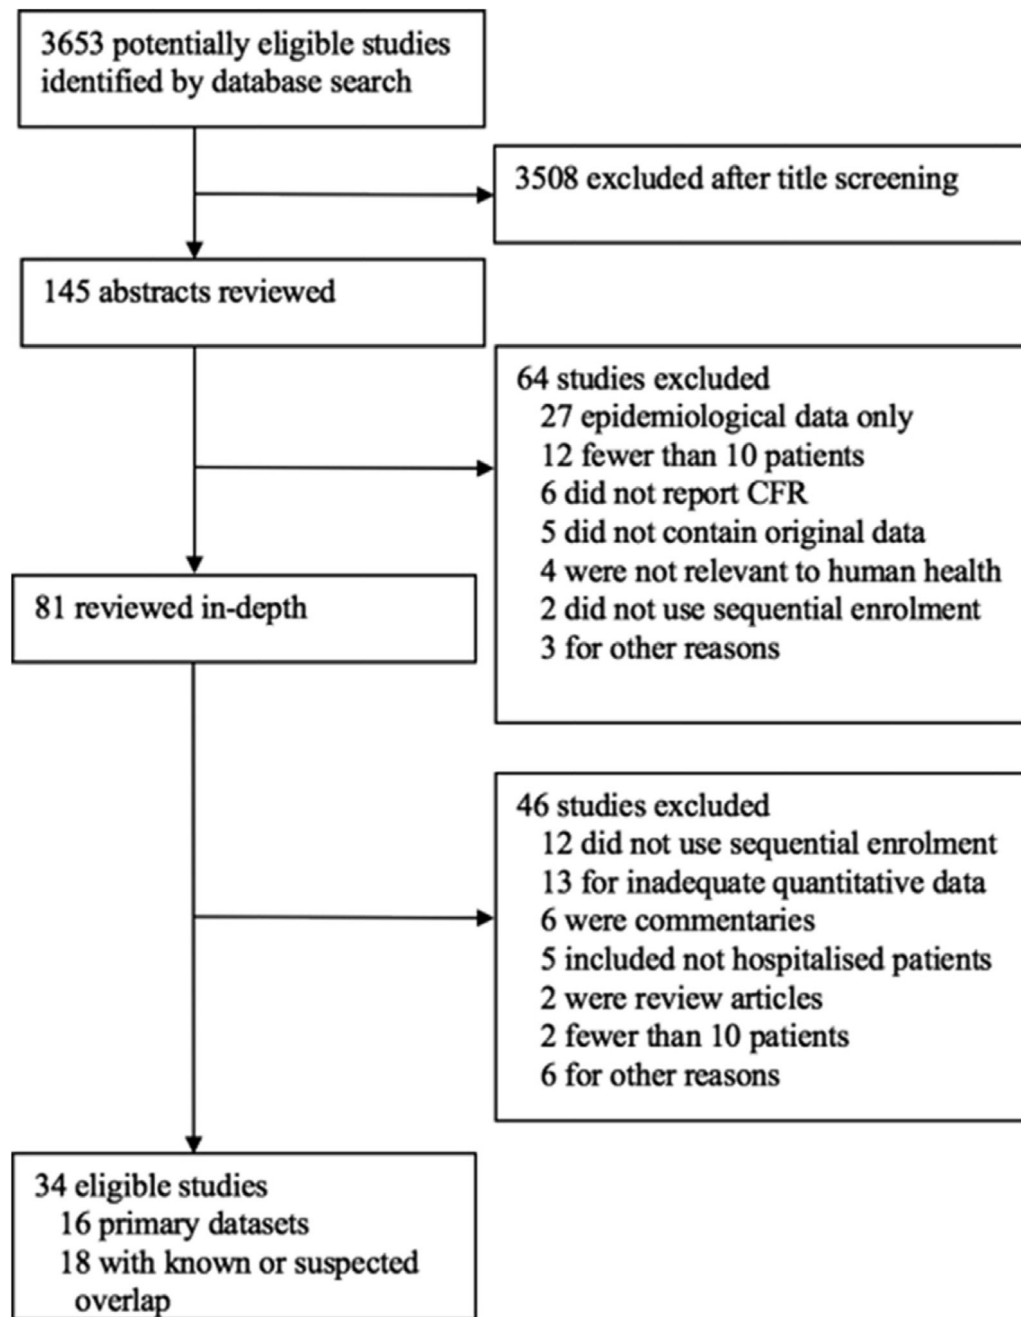 3653 potentially eligible studies
identified by database search
3508 excluded after title screening
145 abstracts reviewed
64 studies excluded
27 epidemiological data only
12 fewer than 10 patients
6 did not report CFR
5 did not contain original data
4 were not relevant to human health
2 did not use sequential enrolment
3 for other reasons
81 reviewed in-depth
46 studies excluded
12 did not use sequential enrolment
13 for inadequate quantitative data
6 were commentaries
5 included not hospitalised patients
2 were review articles
2 fewer than 10 patients
6 for other reasons
34 eligible studies
16 primary datasets
18 with known or suspected
overlap